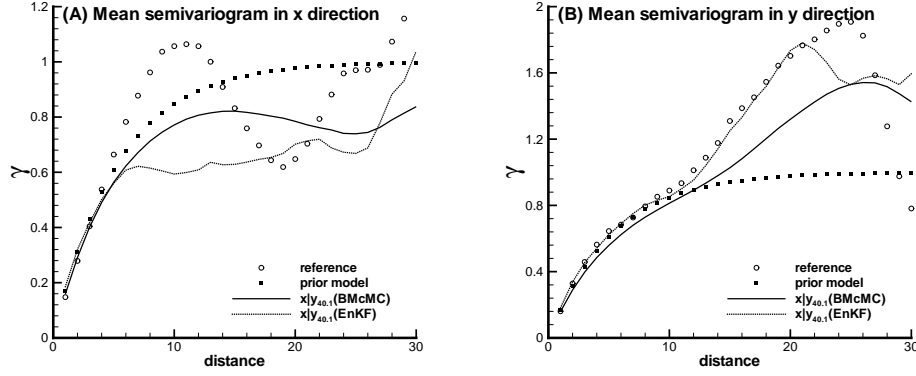 (A) Mean semivariogram in x direction
1.2
1
0.8
0.6
0.4
0.2
0
γ
0
10
20
30
distance
reference
prior model
x|y40.1(BMcMC)
x|y40.1(EnKF)
(B) Mean semivariogram in y direction
2
1.6
1.2
0.8
0.4
0
γ
0
10
20
30
distance
reference
prior model
x|y40.1(BMcMC)
x|y40.1(EnKF)